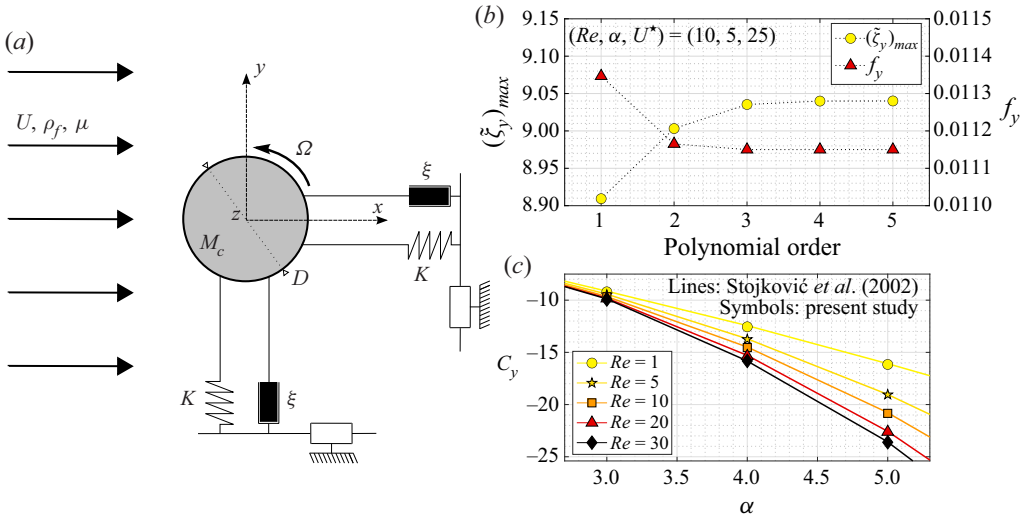 (a)
U, ρf, μ
y
Ω
ξ
x
z
Mc
D
K
K
ξ
(b)
9.15
9.10
9.05
9.00
8.95
8.90
(ζ̃y)max
(Re, α, U★) = (10, 5, 25)
(ξ̃y)max
fy
0.0115
0.0114
0.0113
0.0112
0.0111
0.0110
fy
1 2 3 4 5
Polynomial order
(c)
Lines: Stojković et al. (2002)
Symbols: present study
−10
−15
−20
−25
Cy
Re = 1
Re = 5
Re = 10
Re = 20
Re = 30
3.0 3.5 4.0 4.5 5.0
α